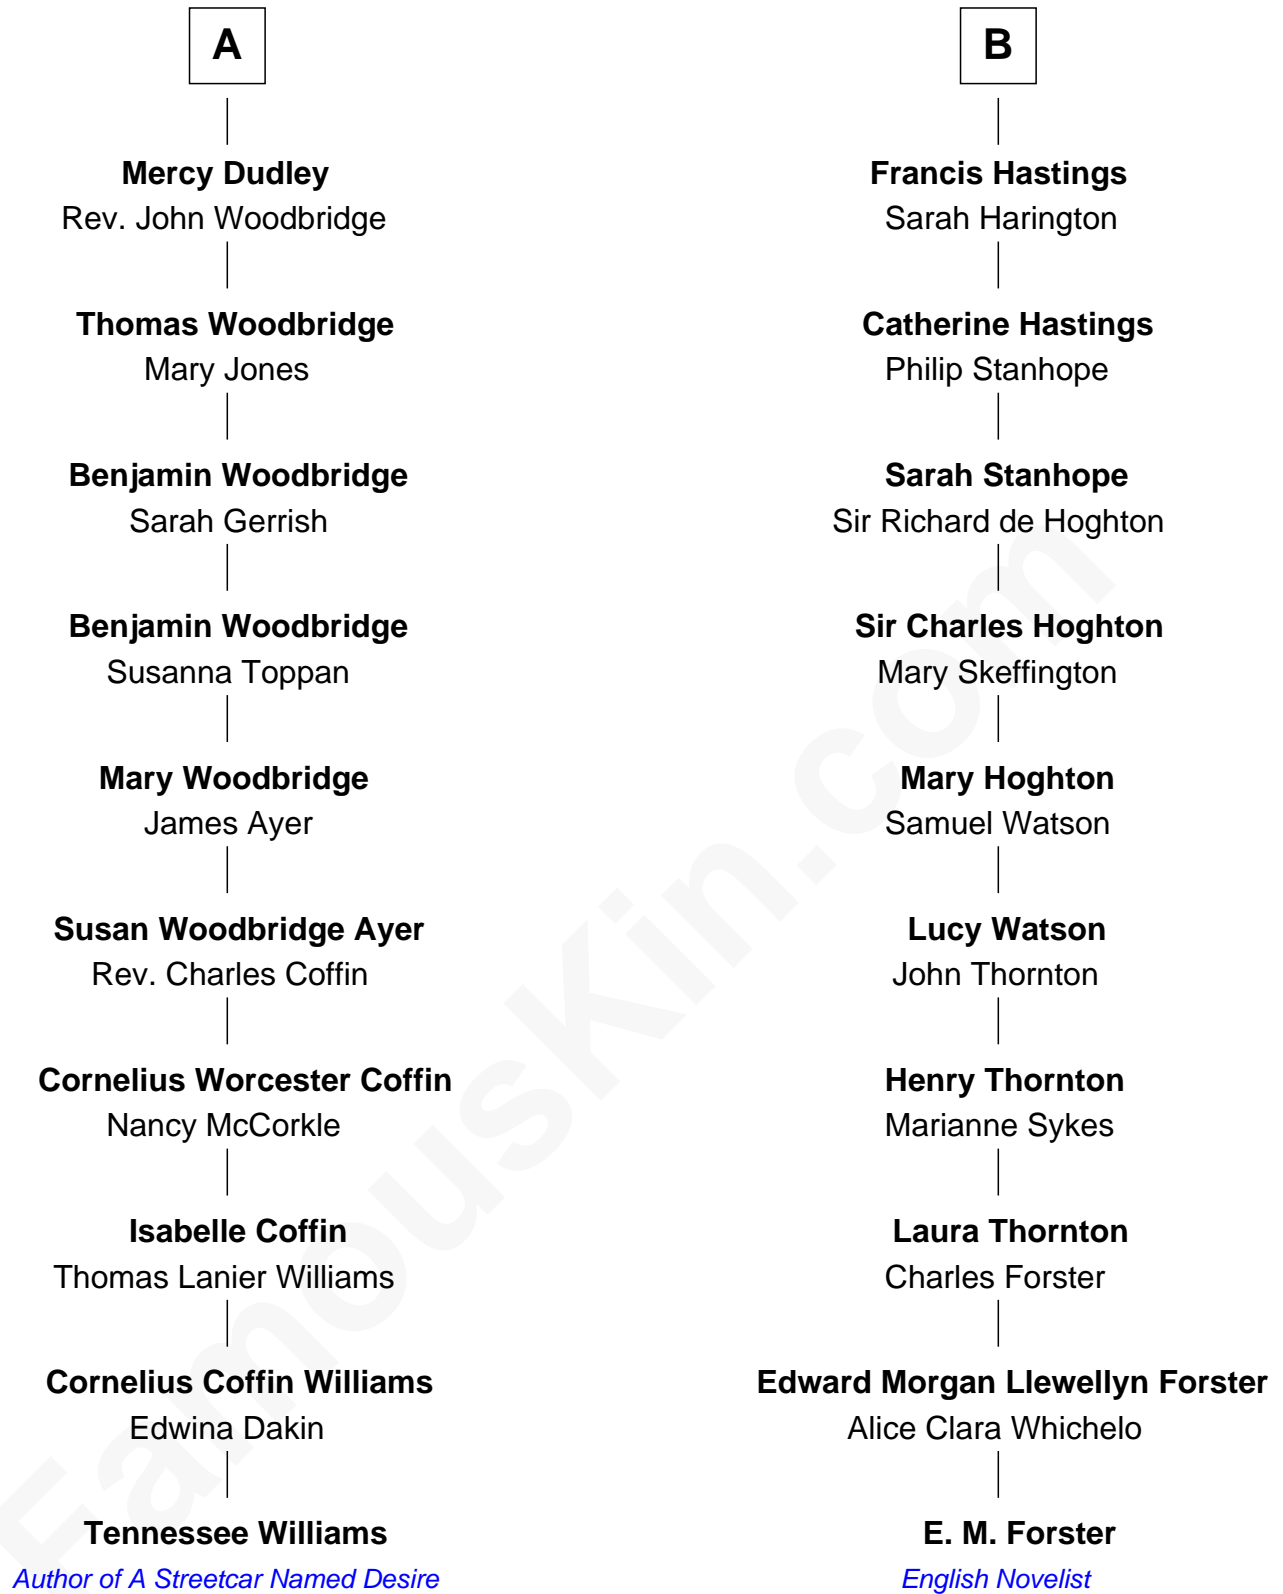 A
Mercy Dudley
Rev. John Woodbridge
Thomas Woodbridge
Mary Jones
Benjamin Woodbridge
Sarah Gerrish
Benjamin Woodbridge
Susanna Toppan
Mary Woodbridge
James Ayer
Susan Woodbridge Ayer
Rev. Charles Coffin
Cornelius Worcester Coffin
Nancy McCorkle
Isabelle Coffin
Thomas Lanier Williams
Cornelius Coffin Williams
Edwina Dakin
Tennessee Williams
Author of A Streetcar Named Desire
B
Francis Hastings
Sarah Harington
Catherine Hastings
Philip Stanhope
Sarah Stanhope
Sir Richard de Hoghton
Sir Charles Hoghton
Mary Skeffington
Mary Hoghton
Samuel Watson
Lucy Watson
John Thornton
Henry Thornton
Marianne Sykes
Laura Thornton
Charles Forster
Edward Morgan Llewellyn Forster
Alice Clara Whichelo
E. M. Forster
English Novelist
FamousKin.com